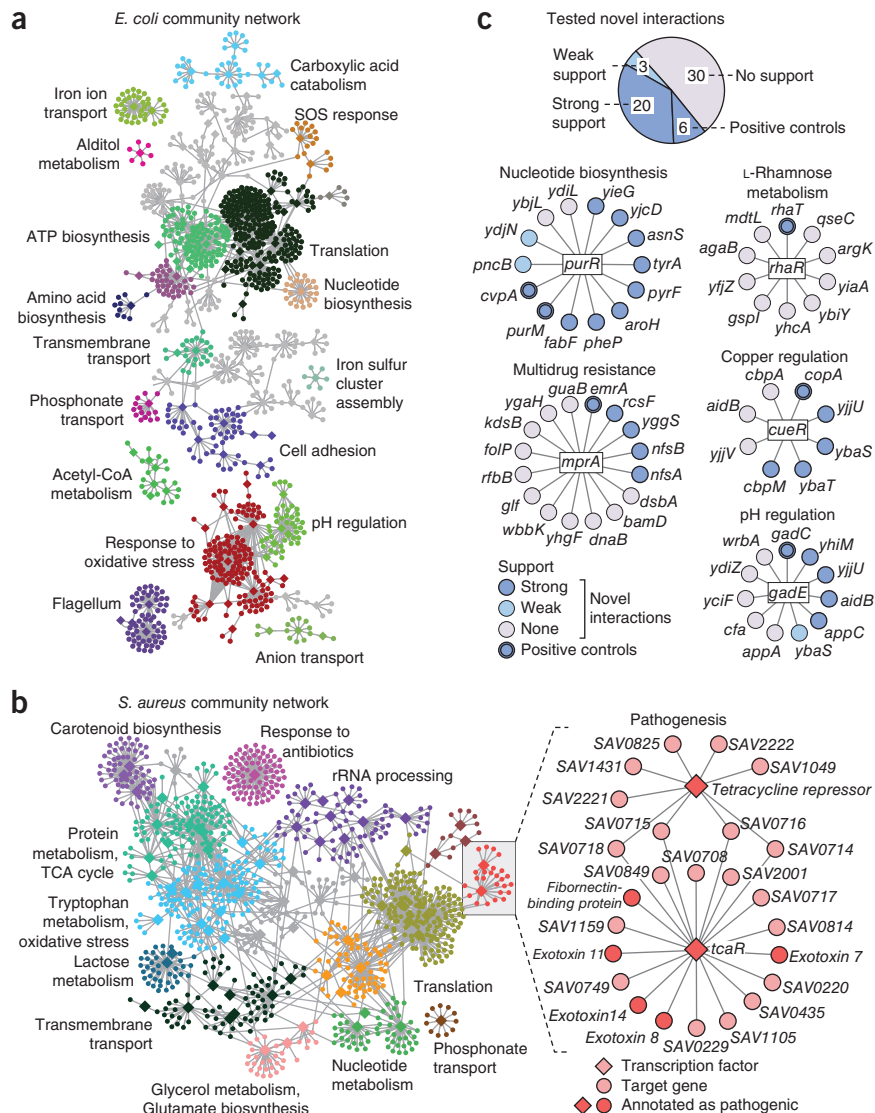 a
E. coli community network
Carboxylic acid
catabolism
Iron ion
transport
SOS response
Alditol
metabolism
ATP biosynthesis
Translation
Amino acid
biosynthesis
Nucleotide
biosynthesis
Transmembrane
transport
Iron sulfur
cluster
assembly
Phosphonate
transport
Cell adhesion
Acetyl-CoA
metabolism
pH regulation
Response to
oxidative stress
Flagellum
Anion transport
c
Tested novel interactions
Weak
support
3
30
No support
Strong
support
20
6
Positive controls
Nucleotide biosynthesis
ydiL
yieG
ybjL
yjcD
ydjN
asnS
pncB
purR
tyrA
cvpA
pyrF
purM
aroH
fabF
pheP
L-Rhamnose
metabolism
rhaT
mdtL
qseC
agaB
argK
rhaR
yfjZ
yiaA
gspI
ybiY
yhcA
Multidrug resistance
guaB
emrA
ygaH
rcsF
kdsB
yggS
folP
nfsB
mprA
rfbB
nfsA
glf
dsbA
wbbK
bamD
yhgF
dnaB
Copper regulation
cbpA
copA
aidB
yjjU
cueR
yjjV
ybaS
cbpM
ybaT
pH regulation
gadC
wrbA
yhiM
ydiZ
yjjU
gadE
yciF
aidB
cfa
appC
appA
ybaS
Support
Strong
Weak
None
Novel
interactions
Positive controls
b
S. aureus community network
Carotenoid biosynthesis
Response to
antibiotics
rRNA processing
Protein
metabolism,
TCA cycle
Tryptophan
metabolism,
oxidative stress
Lactose
metabolism
Transmembrane
transport
Translation
Phosphonate
transport
Nucleotide
metabolism
Glycerol metabolism,
Glutamate biosynthesis
Pathogenesis
SAV0825
SAV2222
SAV1431
SAV1049
Tetracycline repressor
SAV2221
SAV0715
SAV0716
SAV0718
SAV0714
SAV0708
SAV0849
SAV2001
Fibornectin-
binding protein
SAV0717
SAV1159
SAV0814
tcaR
Exotoxin 11
Exotoxin 7
SAV0749
SAV0220
Exotoxin14
SAV0435
Exotoxin 8
SAV1105
SAV0229
Transcription factor
Target gene
Annotated as pathogenic